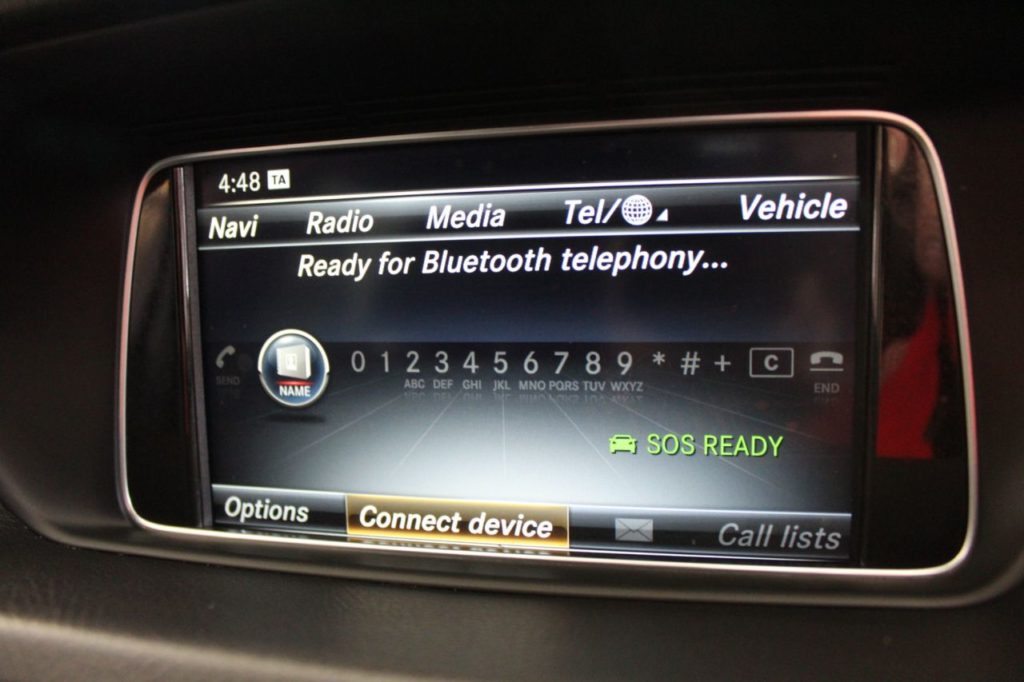 4:48 TA
Navi Radio Media Tel/ Vehicle
Ready for Bluetooth telephony...
SEND NAME 0 1 2 3 4 5 6 7 8 9 * # + C END
ABC DEF GHI JKL MNO PQRS TUV WXYZ
SOS READY
Options Connect device Call lists